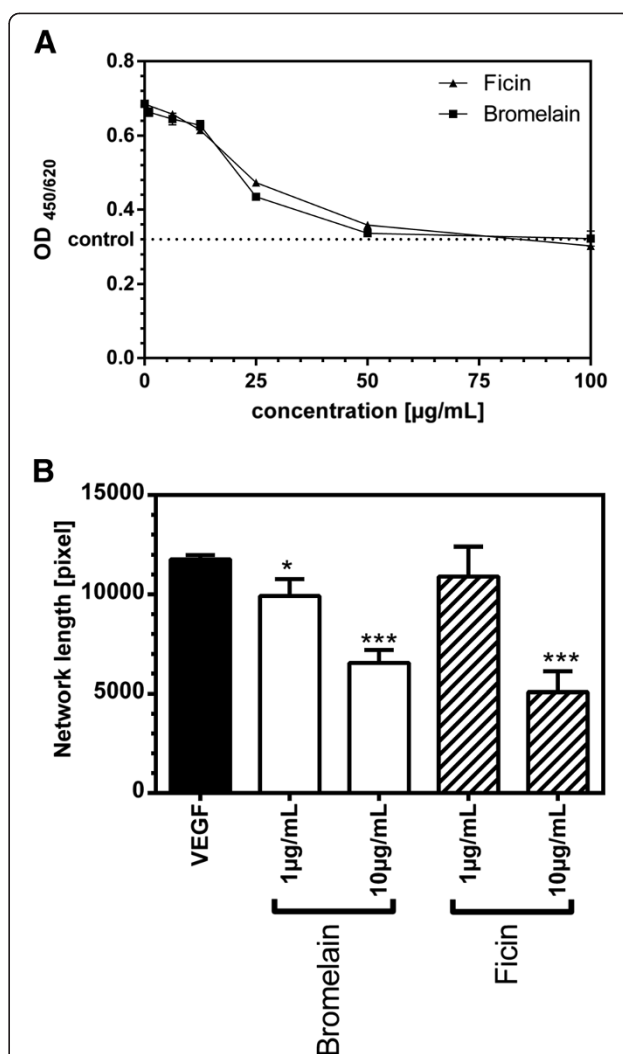 A
0.8
0.6
0.4
control
0.2
0.0
OD 450/620
Ficin
Bromelain
0
25
50
75
100
concentration [µg/mL]
B
15000
10000
5000
0
Network length [pixel]
*
***
***
VEGF
1µg/mL
10µg/mL
1µg/mL
10µg/mL
Bromelain
Ficin